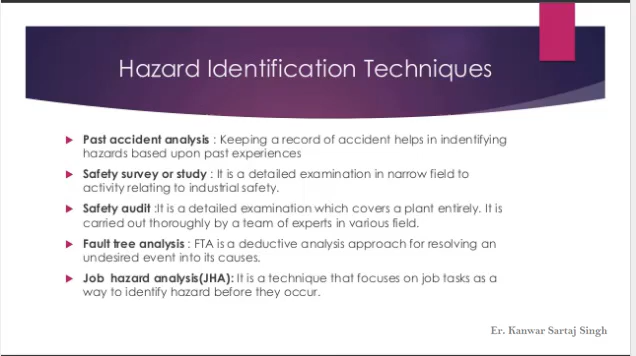 Hazard Identification Techniques
Past accident analysis : Keeping a record of accident helps in indentifying
hazards based upon past experiences
Safety survey or study : It is a detailed examination in narrow field to
activity relating to industrial safety.
Safety audit :It is a detailed examination which covers a plant entirely. It is
carried out thoroughly by a team of experts in various field.
Fault tree analysis : FTA is a deductive analysis approach for resolving an
undesired event into its causes.
Job hazard analysis(JHA): It is a technique that focuses on job tasks as a
way to identify hazard before they occur.
Er. Kanwar Sartaj Singh